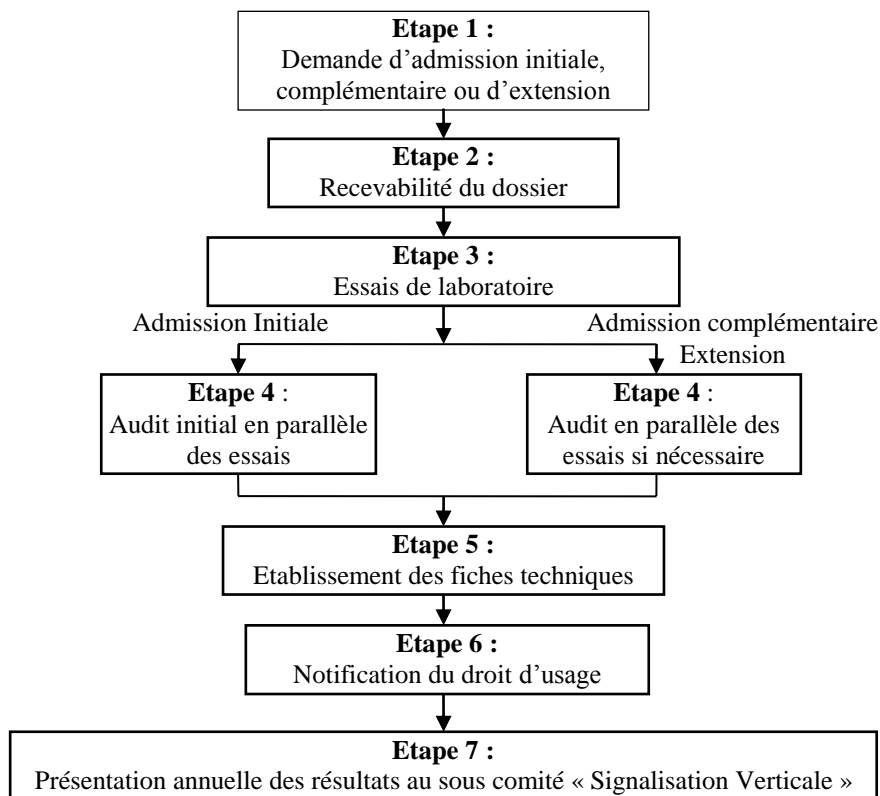 Etape 1 :
Demande d’admission initiale,
complémentaire ou d’extension
Etape 2 :
Recevabilité du dossier
Etape 3 :
Essais de laboratoire
Admission Initiale
Admission complémentaire
Extension
Etape 4 :
Audit initial en parallèle
des essais
Etape 4 :
Audit en parallèle des
essais si nécessaire
Etape 5 :
Etablissement des fiches techniques
Etape 6 :
Notification du droit d’usage
Etape 7 :
Présentation annuelle des résultats au sous comité « Signalisation Verticale »